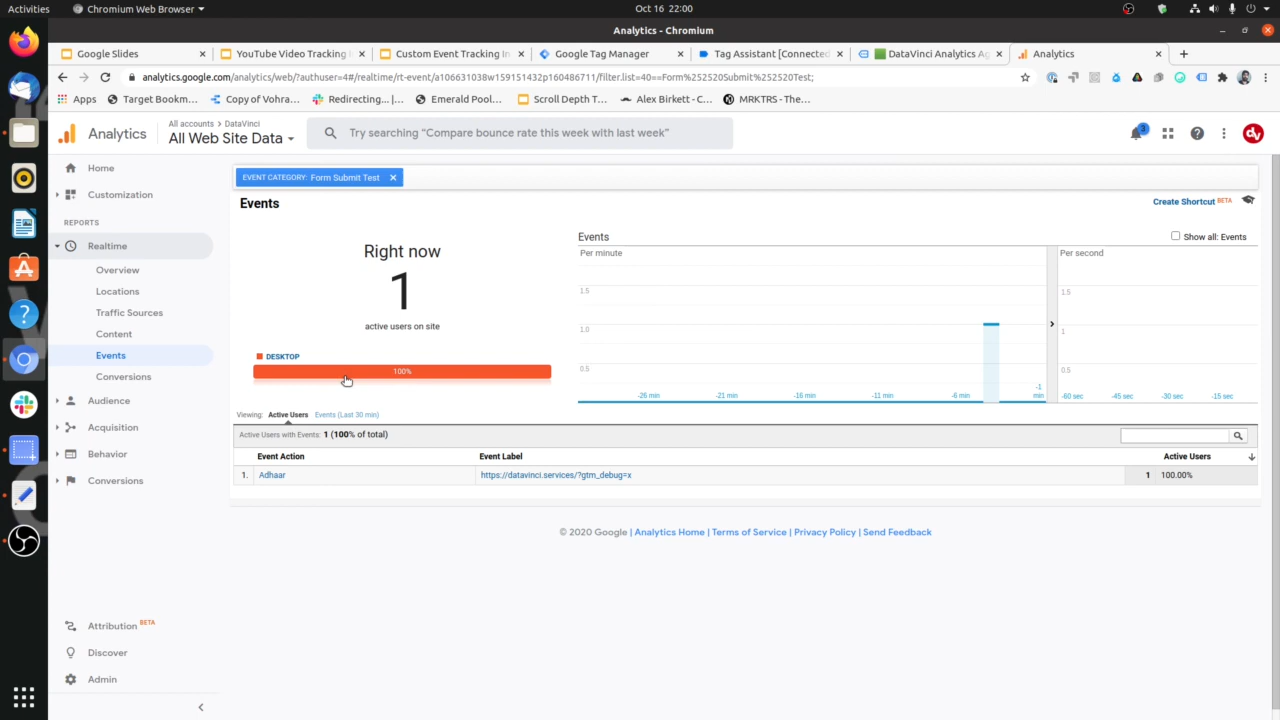 Activities
Chromium Web Browser
Oct 16 22:00
Analytics - Chromium
Google Slides
YouTube Video Tracking
Custom Event Tracking In
Google Tag Manager
Tag Assistant [Connected
DataVinci Analytics Ag
Analytics
analytics.google.com/analytics/web/?authuser=4#/realtime/rt-event/a106631038w159151432p160486711/filter.list=40==Form%252520Submit%252520Test;
Apps
Target Bookm...
Copy of Vohra...
Redirecting... |...
Emerald Pool...
Scroll Depth T...
Alex Birkett - C...
MRKTRS - The...
Analytics
All accounts > DataVinci
All Web Site Data
Try searching “Compare bounce rate this week with last week”
3
dv
Home
Customization
REPORTS
Realtime
Overview
Locations
Traffic Sources
Content
Events
Conversions
Audience
Acquisition
Behavior
Conversions
Attribution BETA
Discover
Admin
EVENT CATEGORY: Form Submit Test
Events
Create Shortcut BETA
Right now
1
active users on site
DESKTOP
100%
Events
Show all: Events
Per minute
Per second
1.5
1.0
0.5
-26 min
-21 min
-16 min
-11 min
-6 min
-1
min
1.5
1
0.5
-60 sec
-45 sec
-30 sec
-15 sec
Viewing: Active Users Events (Last 30 min)
Active Users with Events: 1 (100% of total)
Event Action
Event Label
Active Users
1. Adhaar
https://datavinci.services/?gtm_debug=x
1 100.00%
© 2020 Google | Analytics Home | Terms of Service | Privacy Policy | Send Feedback